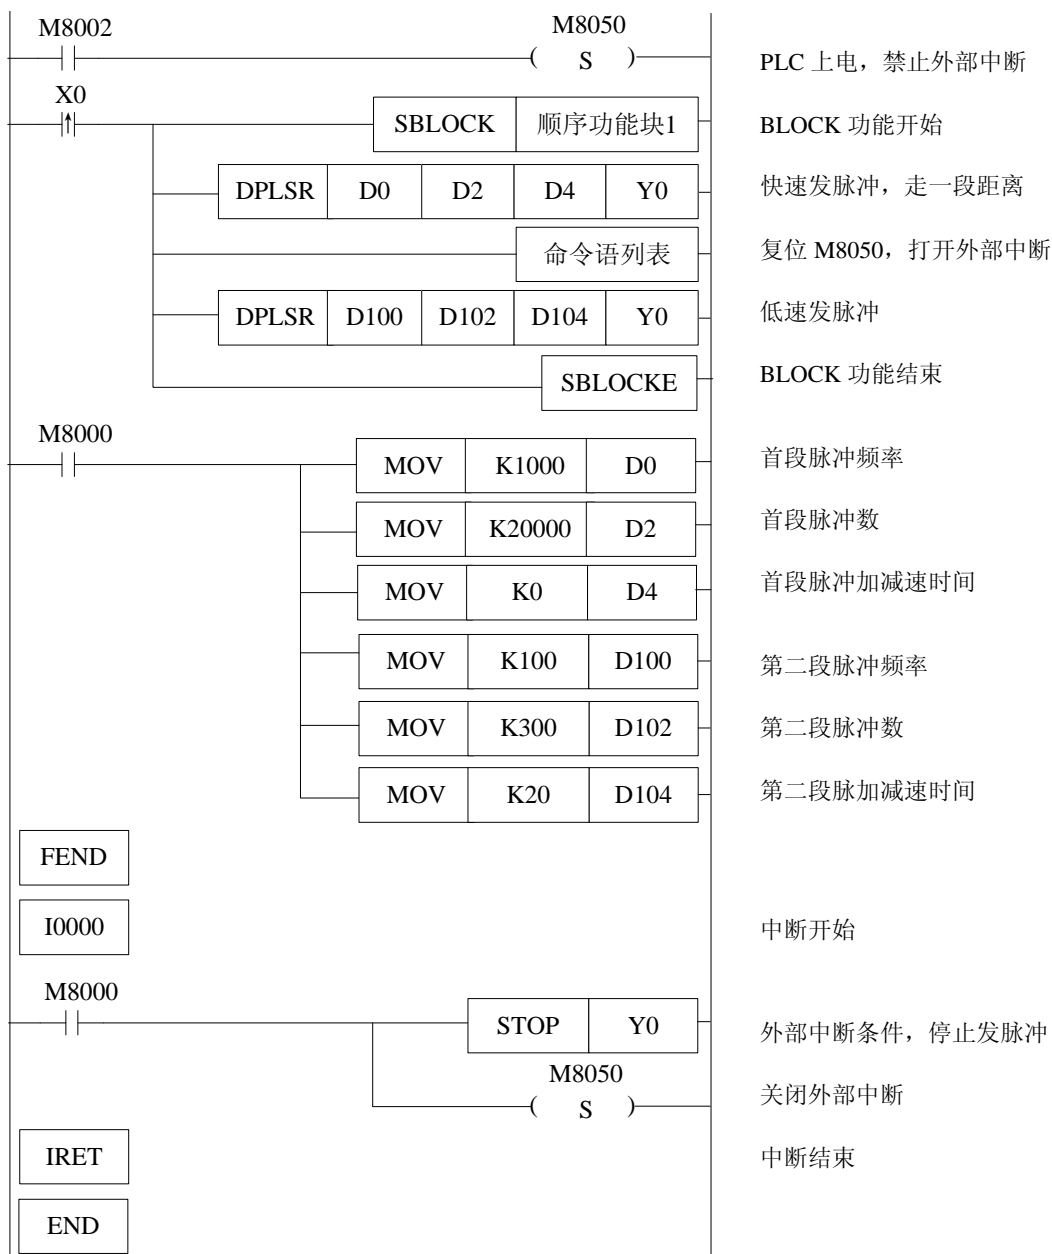 M8002
M8050
( S )
PLC 上电，禁止外部中断
X0
SBLOCK 顺序功能块1
BLOCK 功能开始
DPLSR D0 D2 D4 Y0
快速发脉冲，走一段距离
命令语列表
复位 M8050，打开外部中断
DPLSR D100 D102 D104 Y0
低速发脉冲
SBLOCKE
BLOCK 功能结束
M8000
MOV K1000 D0
首段脉冲频率
MOV K20000 D2
首段脉冲数
MOV K0 D4
首段脉冲加减速时间
MOV K100 D100
第二段脉冲频率
MOV K300 D102
第二段脉冲数
MOV K20 D104
第二段脉加减速时间
FEND
I0000
中断开始
M8000
STOP Y0
外部中断条件，停止发脉冲
M8050
( S )
关闭外部中断
IRET
中断结束
END